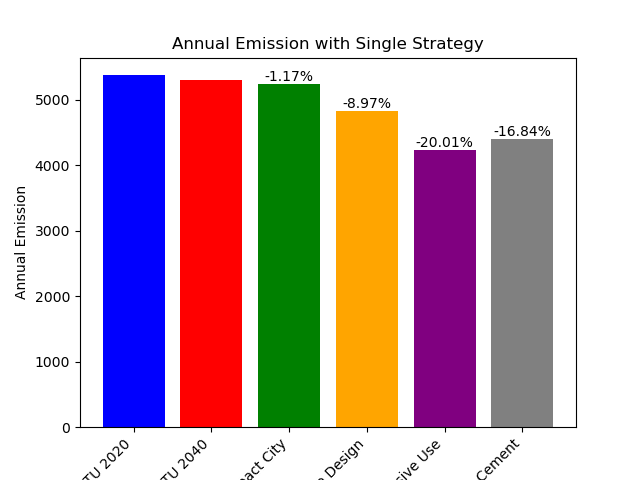 Annual Emission with Single Strategy
Annual Emission
5000
4000
3000
2000
1000
0
-1.17%
-8.97%
-20.01%
-16.84%
TU 2020
TU 2040
act City
Design
sive Use
Cement